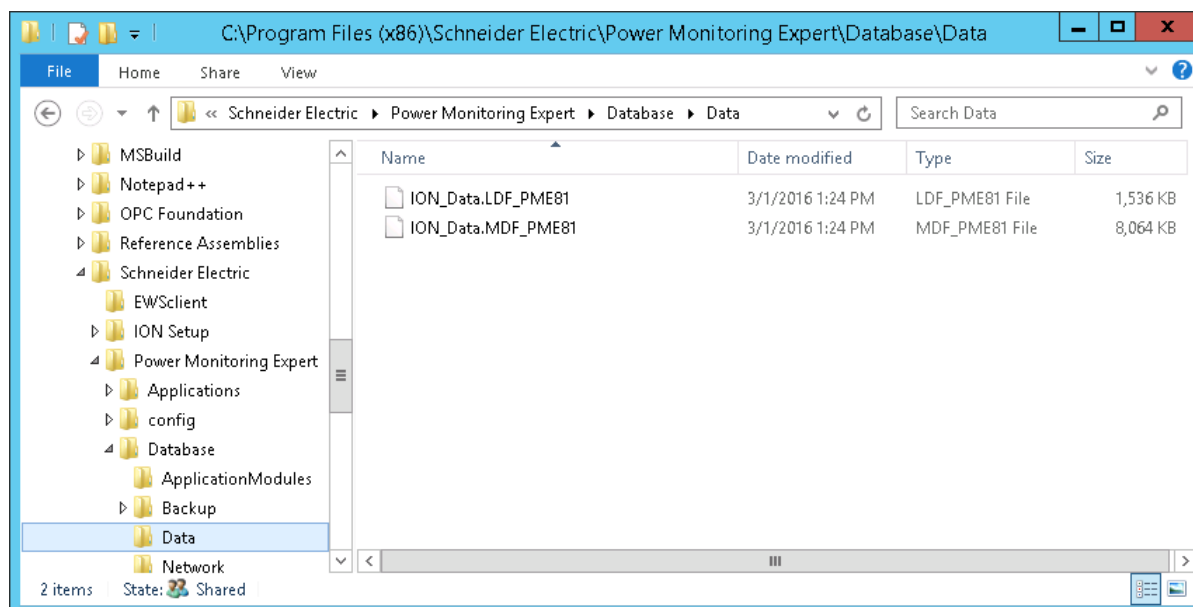 C:\Program Files (x86)\Schneider Electric\Power Monitoring Expert\Database\Data
File Home Share View
« Schneider Electric Power Monitoring Expert Database Data Search Data
MSBuild
Notepad++
OPC Foundation
Reference Assemblies
Schneider Electric
EWSclient
ION Setup
Power Monitoring Expert
Applications
config
Database
ApplicationModules
Backup
Data
Network
Name Date modified Type Size
ION_Data.LDF_PME81 3/1/2016 1:24 PM LDF_PME81 File 1,536 KB
ION_Data.MDF_PME81 3/1/2016 1:24 PM MDF_PME81 File 8,064 KB
2 items State: Shared